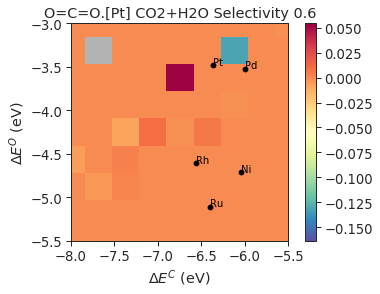 O=C=O.[Pt] CO2+H2O Selectivity 0.6
−3.0
−3.5
−4.0
−4.5
−5.0
−5.5
ΔE^O (eV)
Pt
Pd
Rh
Ni
Ru
−8.0 −7.5 −7.0 −6.5 −6.0 −5.5
ΔE^C (eV)
0.050
0.025
0.000
−0.025
−0.050
−0.075
−0.100
−0.125
−0.150